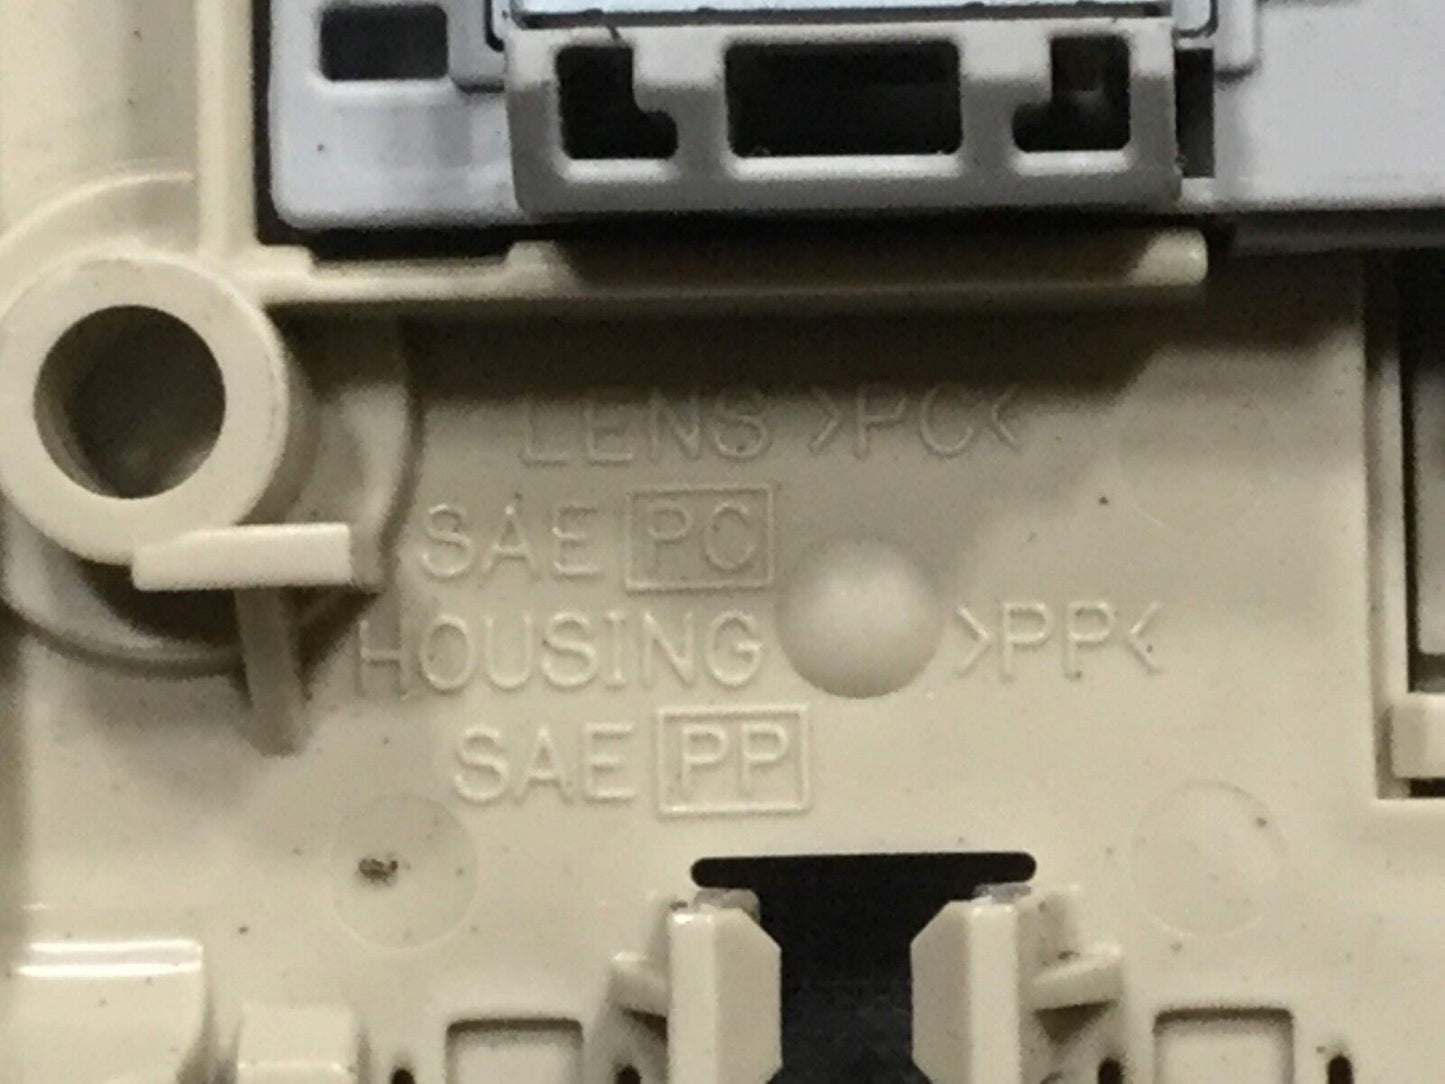 LENS >PC<
SAE PC
HOUSING >PP<
SAE PP